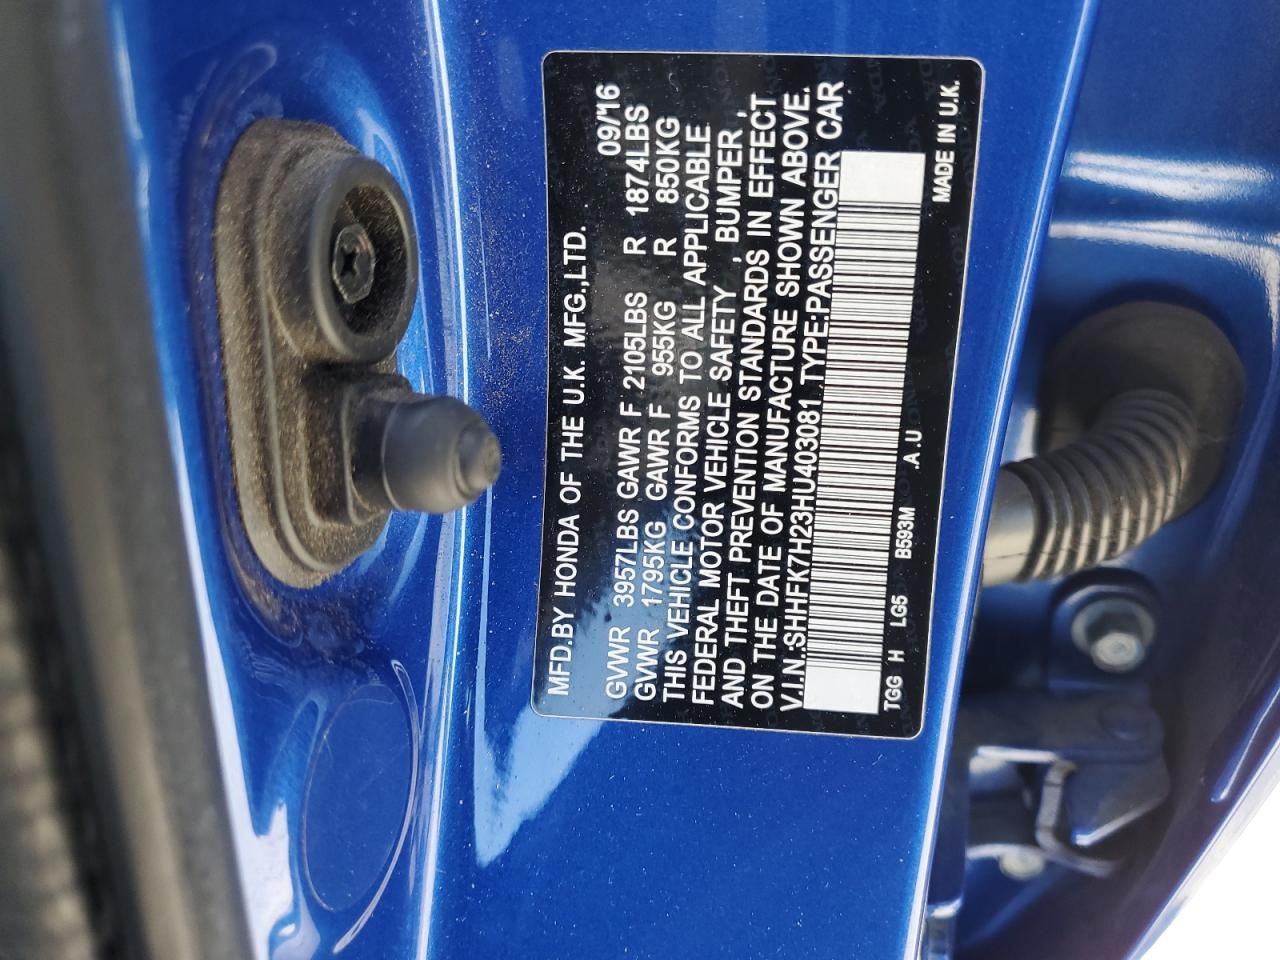 MFD.BY HONDA OF THE U.K. MFG.,LTD. 09/'16
GVWR 3957LBS GAWR F 2105LBS R 1874LBS
GVWR 1795KG GAWR F 955KG R 850KG
THIS VEHICLE CONFORMS TO ALL APPLICABLE
FEDERAL MOTOR VEHICLE SAFETY , BUMPER ,
AND THEFT PREVENTION STANDARDS IN EFFECT
ON THE DATE OF MANUFACTURE SHOWN ABOVE.
V.I.N.:SHHFK7H23HU403081 TYPE:PASSENGER CAR
TGG H LG5 B593M .A.U MADE IN U.K.